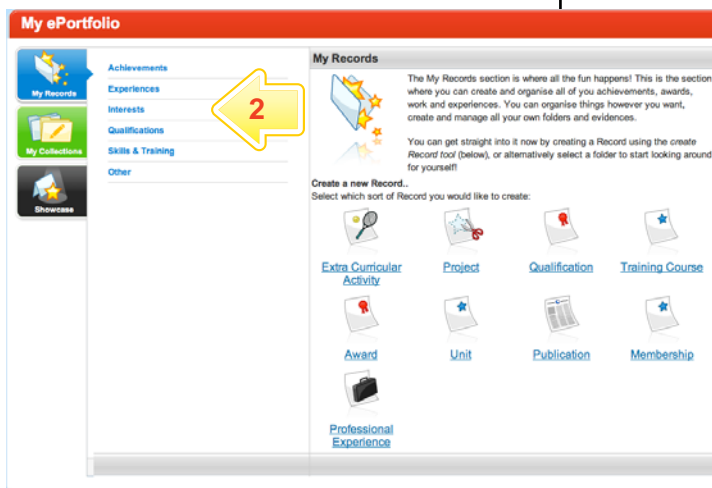 My ePortfolio
My Records
My Collections
Showcase
Achievements
Experiences
Interests
Qualifications
Skills & Training
Other
2
My Records
The My Records section is where all the fun happens! This is the section
where you can create and organise all of you achievements, awards,
work and experiences. You can organise things however you want,
create and manage all your own folders and evidences.
You can get straight into it now by creating a Record using the create
Record tool (below), or alternatively select a folder to start looking around
for yourself!
Create a new Record..
Select which sort of Record you would like to create:
Extra Curricular
Activity
Project
Qualification
Training Course
Award
Unit
Publication
Membership
Professional
Experience